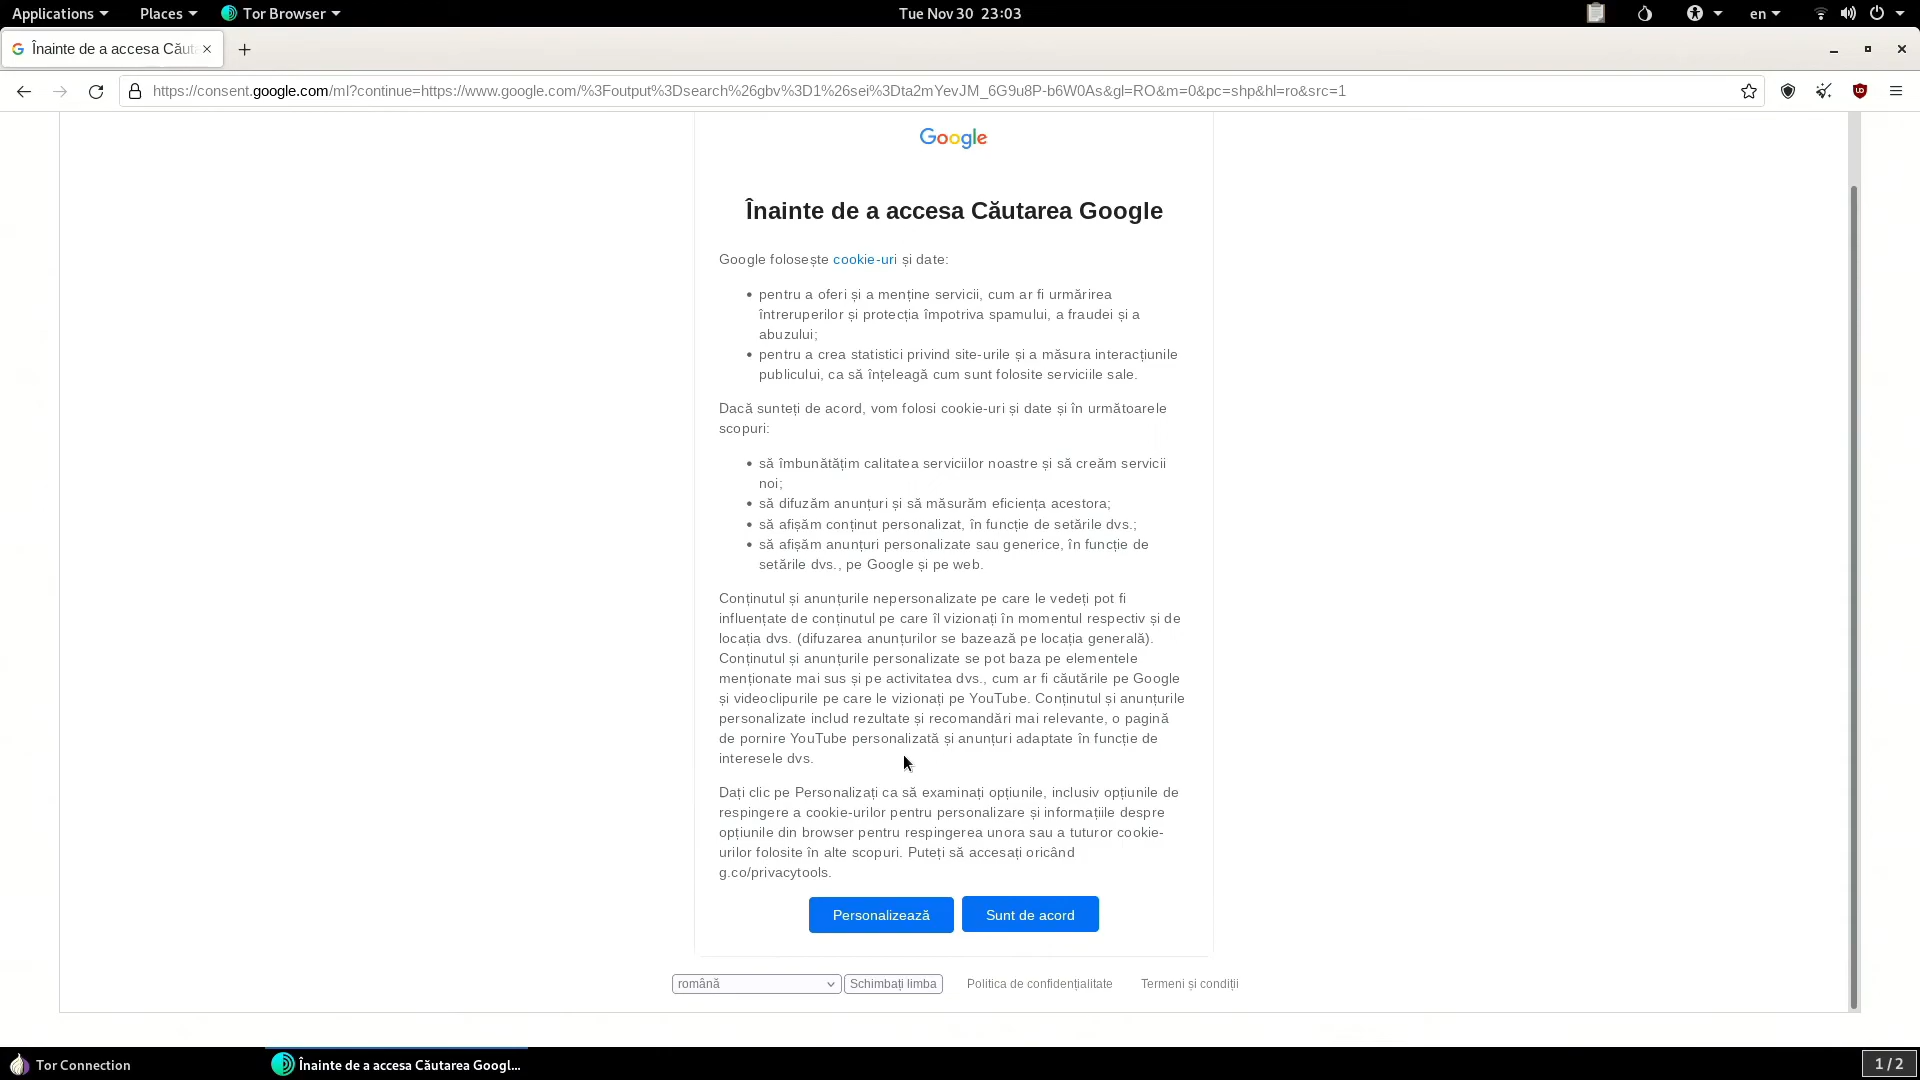 Applications
Places
Tor Browser
Tue Nov 30 23:03
en
Înainte de a accesa Căut
https://consent.google.com/ml?continue=https://www.google.com/%3Foutput%3Dsearch%26gbv%3D1%26sei%3Dta2mYevJM_6G9u8P-b6W0As&gl=RO&m=0&pc=shp&hl=ro&src=1
Google
Înainte de a accesa Căutarea Google
Google folosește cookie-uri și date:
• pentru a oferi și a menține servicii, cum ar fi urmărirea
întreruperilor și protecția împotriva spamului, a fraudei și a
abuzului;
• pentru a crea statistici privind site-urile și a măsura interacțiunile
publicului, ca să înțeleagă cum sunt folosite serviciile sale.
Dacă sunteți de acord, vom folosi cookie-uri și date și în următoarele
scopuri:
• să îmbunătățim calitatea serviciilor noastre și să creăm servicii
noi;
• să difuzăm anunțuri și să măsurăm eficiența acestora;
• să afișăm conținut personalizat, în funcție de setările dvs.;
• să afișăm anunțuri personalizate sau generice, în funcție de
setările dvs., pe Google și pe web.
Conținutul și anunțurile nepersonalizate pe care le vedeți pot fi
influențate de conținutul pe care îl vizionați în momentul respectiv și de
locația dvs. (difuzarea anunțurilor se bazează pe locația generală).
Conținutul și anunțurile personalizate se pot baza pe elementele
menționate mai sus și pe activitatea dvs., cum ar fi căutările pe Google
și videoclipurile pe care le vizionați pe YouTube. Conținutul și anunțurile
personalizate includ rezultate și recomandări mai relevante, o pagină
de pornire YouTube personalizată și anunțuri adaptate în funcție de
interesele dvs.
Dați clic pe Personalizați ca să examinați opțiunile, inclusiv opțiunile de
respingere a cookie-urilor pentru personalizare și informațiile despre
opțiunile din browser pentru respingerea unora sau a tuturor cookie-
urilor folosite în alte scopuri. Puteți să accesați oricând
g.co/privacytools.
Personalizează
Sunt de acord
română
Schimbați limba
Politica de confidențialitate
Termeni și condiții
Tor Connection
Înainte de a accesa Căutarea Googl...
1 / 2